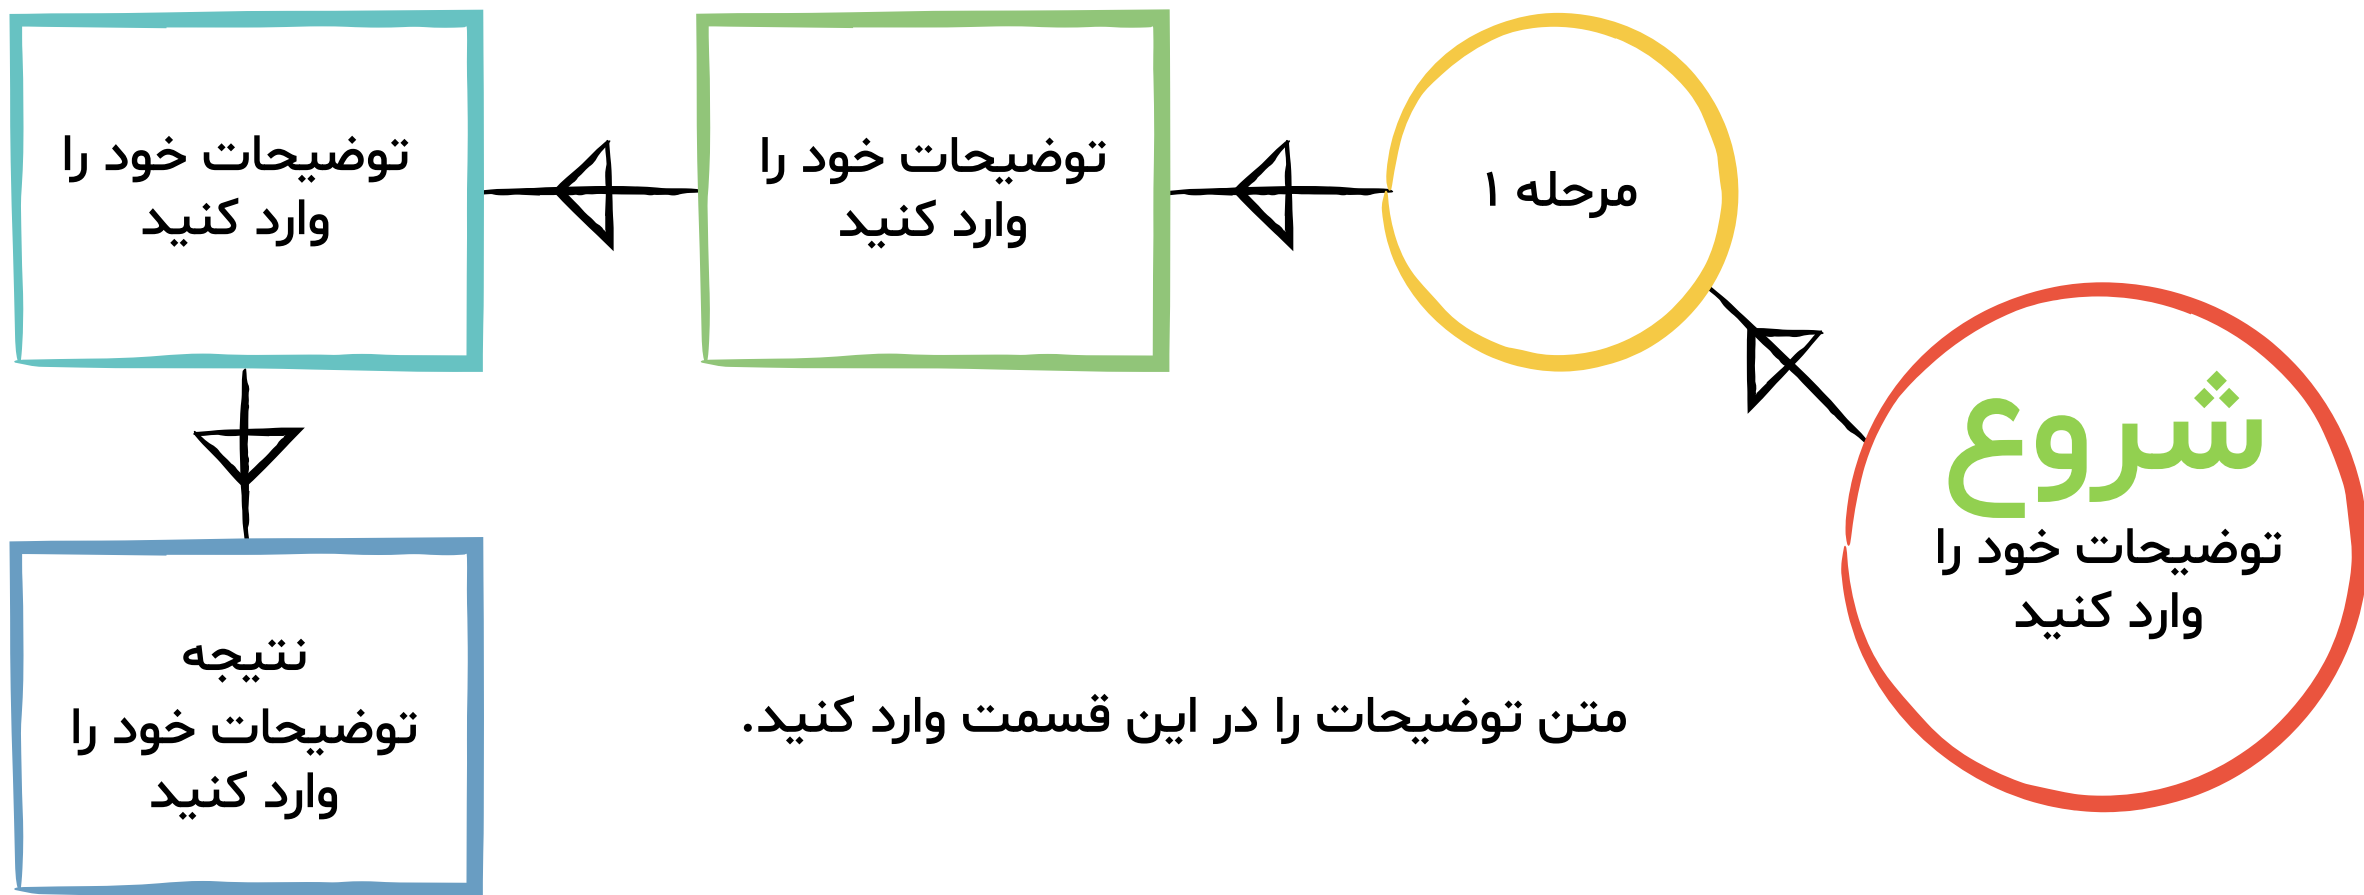 شروع
توضیحات خود را
وارد کنید
مرحله ۱
توضیحات خود را
وارد کنید
توضیحات خود را
وارد کنید
نتیجه
توضیحات خود را
وارد کنید
متن توضیحات را در این قسمت وارد کنید.